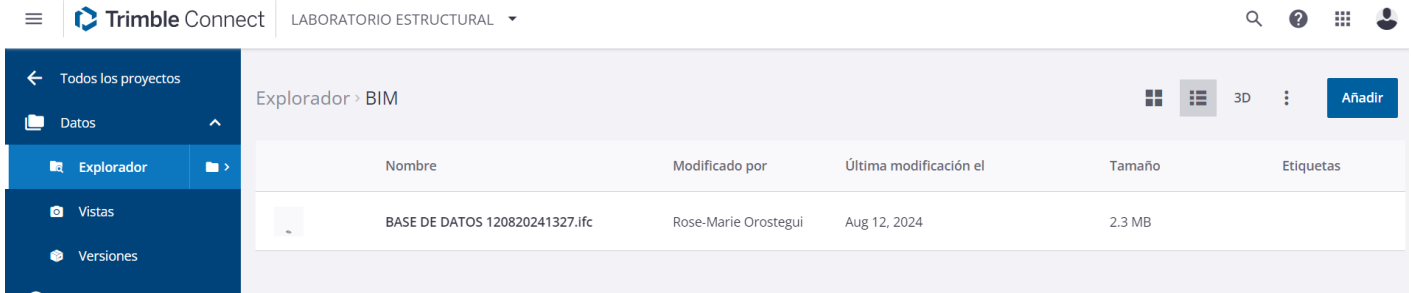 Trimble Connect LABORATORIO ESTRUCTURAL
Todos los proyectos
Datos
Explorador
Vistas
Versiones
Explorador > BIM
3D
Añadir
Nombre Modificado por Última modificación el Tamaño Etiquetas
BASE DE DATOS 120820241327.ifc Rose-Marie Orostegui Aug 12, 2024 2.3 MB